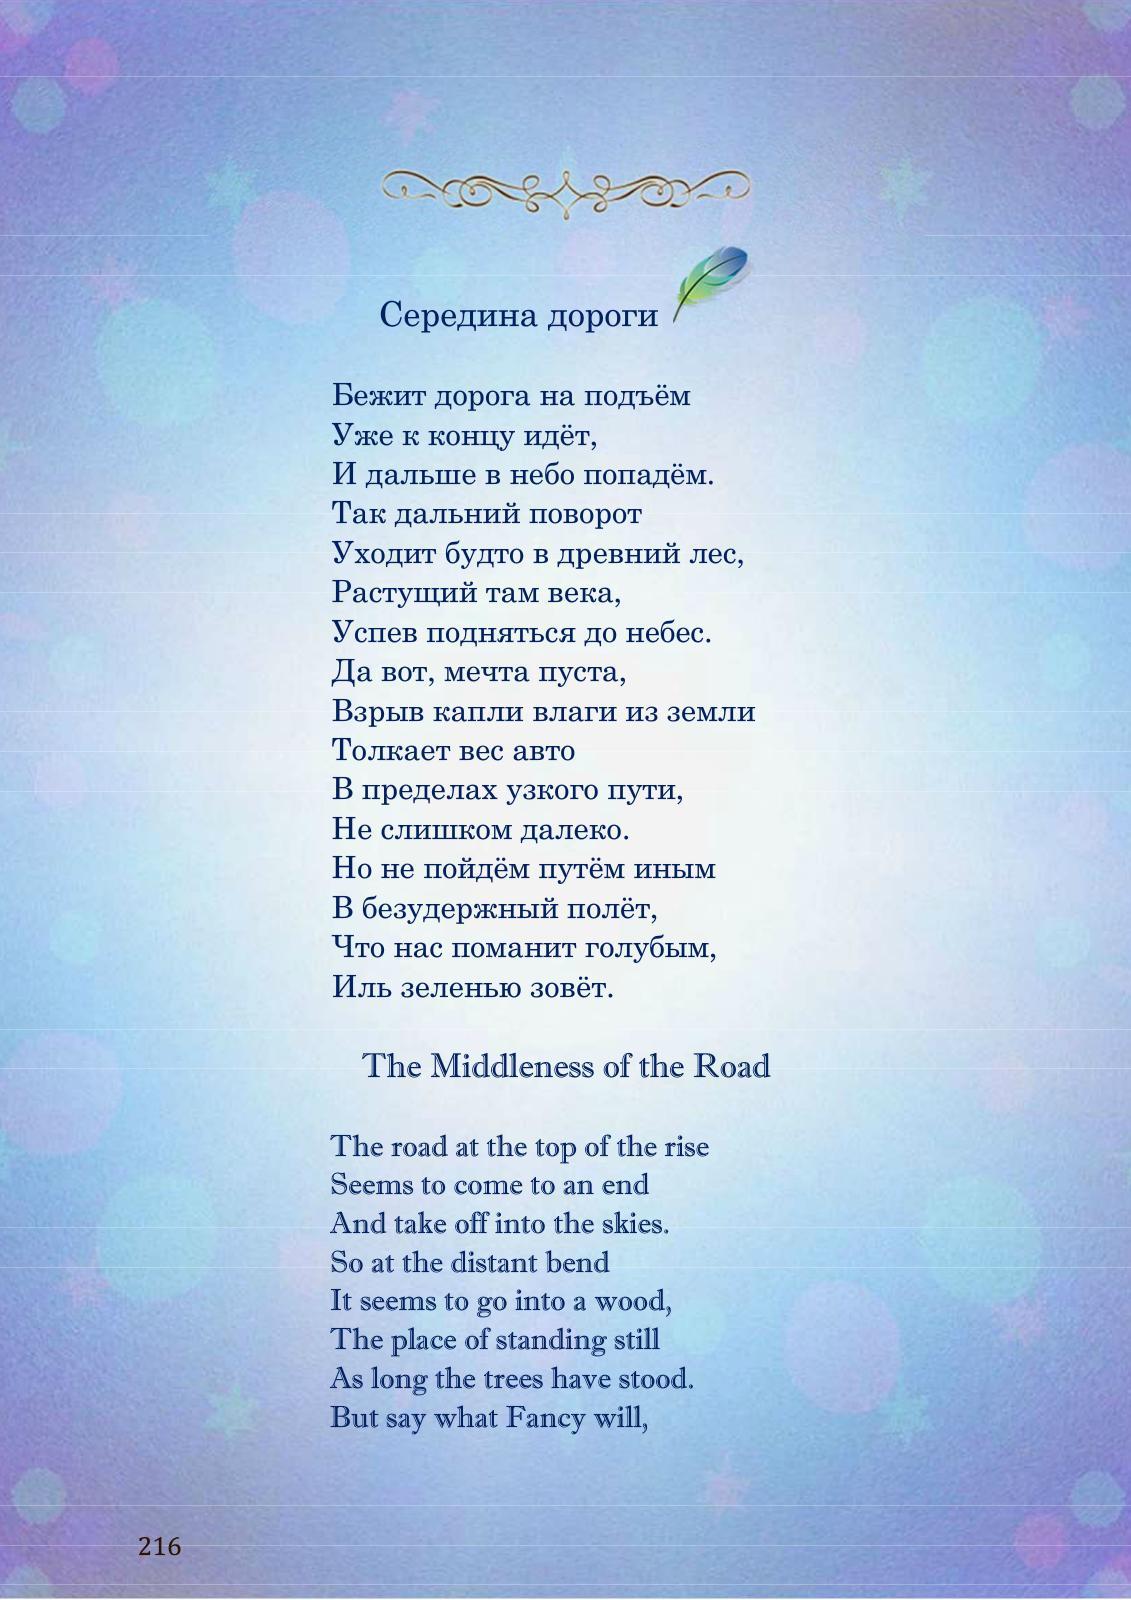 Середина дороги
Бежит дорога на подъём
Уже к концу идёт,
И дальше в небо попадём.
Так дальний поворот
Уходит будто в древний лес,
Растущий там века,
Успев подняться до небес.
Да вот, мечта пуста,
Взрыв капли влаги из земли
Толкает вес авто
В пределах узкого пути,
Не слишком далеко.
Но не пойдём путём иным
В безудержный полёт,
Что нас поманит голубым,
Иль зеленью зовёт.
The Middleness of the Road
The road at the top of the rise
Seems to come to an end
And take off into the skies.
So at the distant bend
It seems to go into a wood,
The place of standing still
As long the trees have stood.
But say what Fancy will,
216